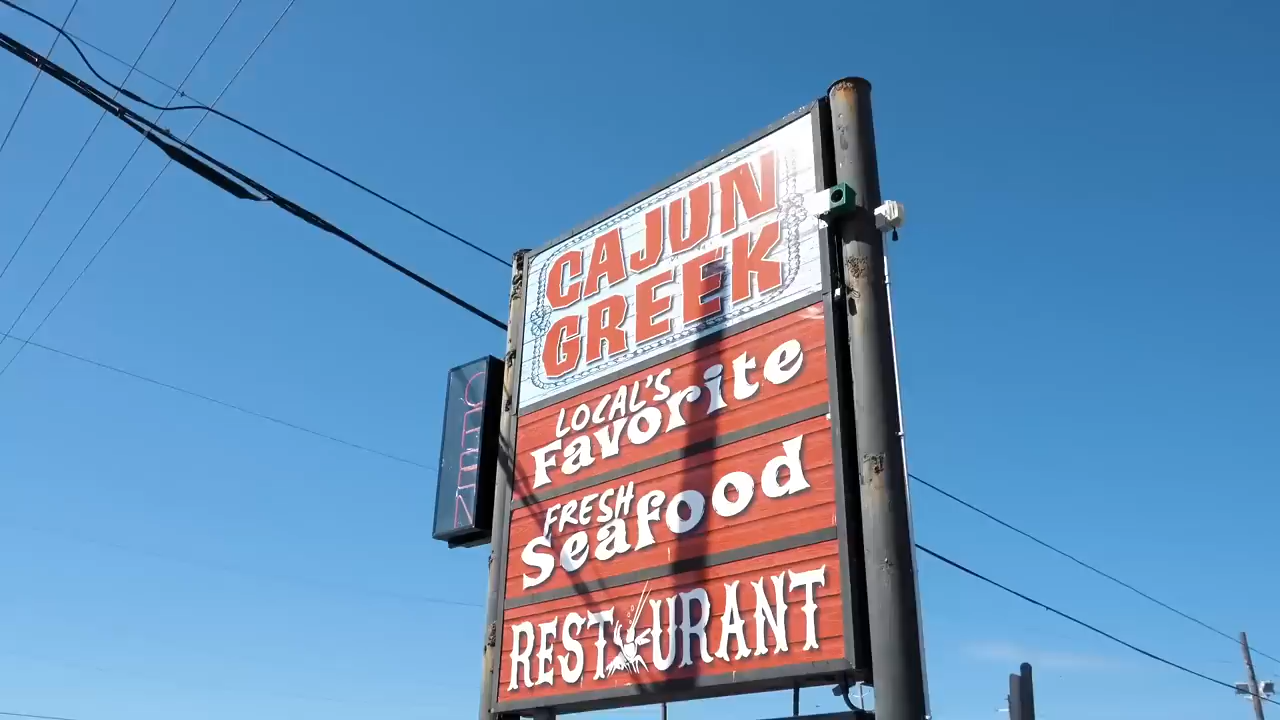 CAJUN
GREEK
LOCAL'S
Favorite
FRESH
Seafood
RESTAURANT
OPEN